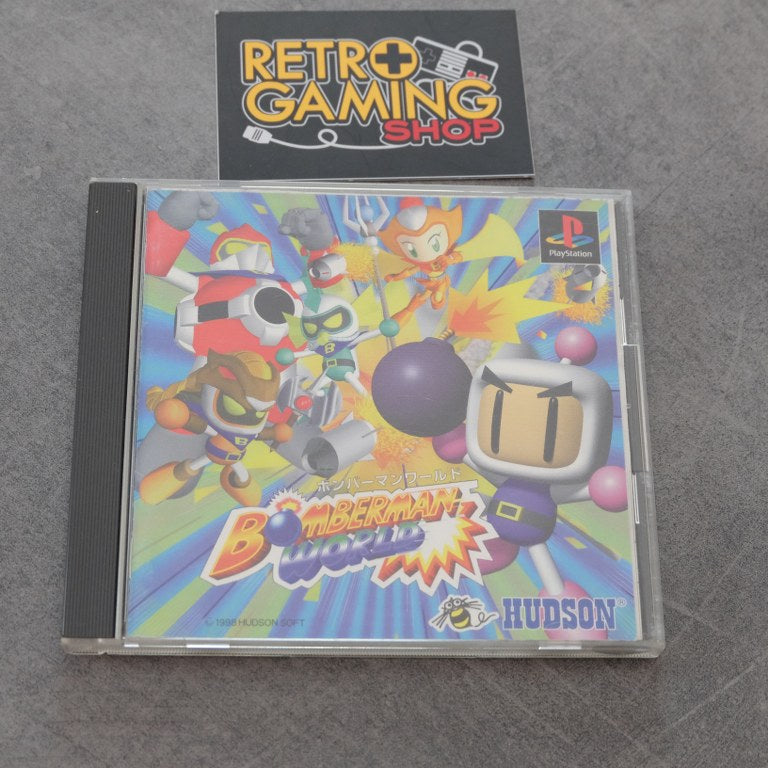 RETRO
GAMING
SHOP
PlayStation
ボンバーマンワールド
BOMBERMAN
WORLD
© 1998 HUDSON SOFT
HUDSON®